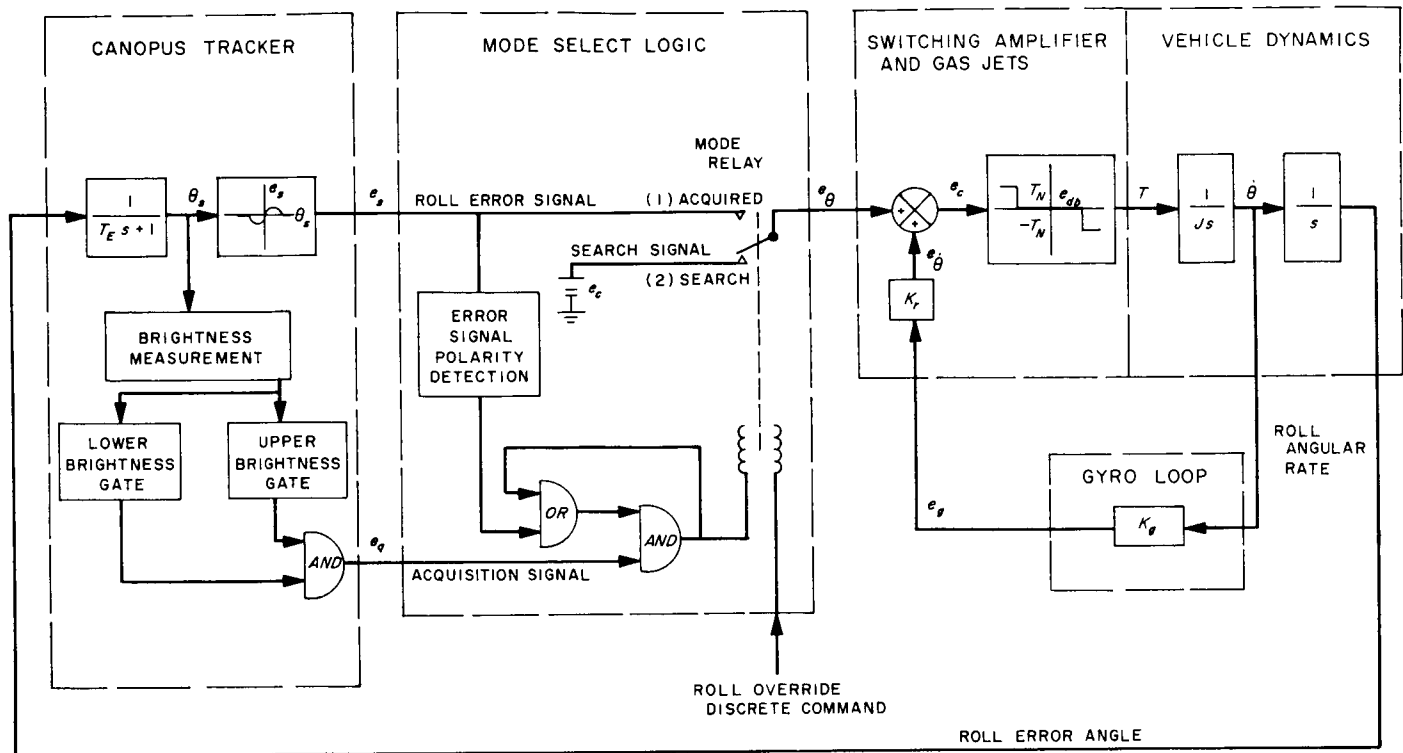 CANOPUS TRACKER
MODE SELECT LOGIC
SWITCHING AMPLIFIER
AND GAS JETS
VEHICLE DYNAMICS
MODE
RELAY
1
T_E s + 1
θ_s
e_s
θ_s
e_s
ROLL ERROR SIGNAL
(1) ACQUIRED
SEARCH SIGNAL
(2) SEARCH
e_c
e_θ
+
+
e_c
T_N
e_db
-T_N
T
1
Js
θ̇
1
s
e_θ̇
K_r
BRIGHTNESS
MEASUREMENT
ERROR
SIGNAL
POLARITY
DETECTION
LOWER
BRIGHTNESS
GATE
UPPER
BRIGHTNESS
GATE
OR
AND
AND
e_q
ACQUISITION SIGNAL
ROLL
ANGULAR
RATE
GYRO LOOP
e_g
K_g
ROLL OVERRIDE
DISCRETE COMMAND
ROLL ERROR ANGLE